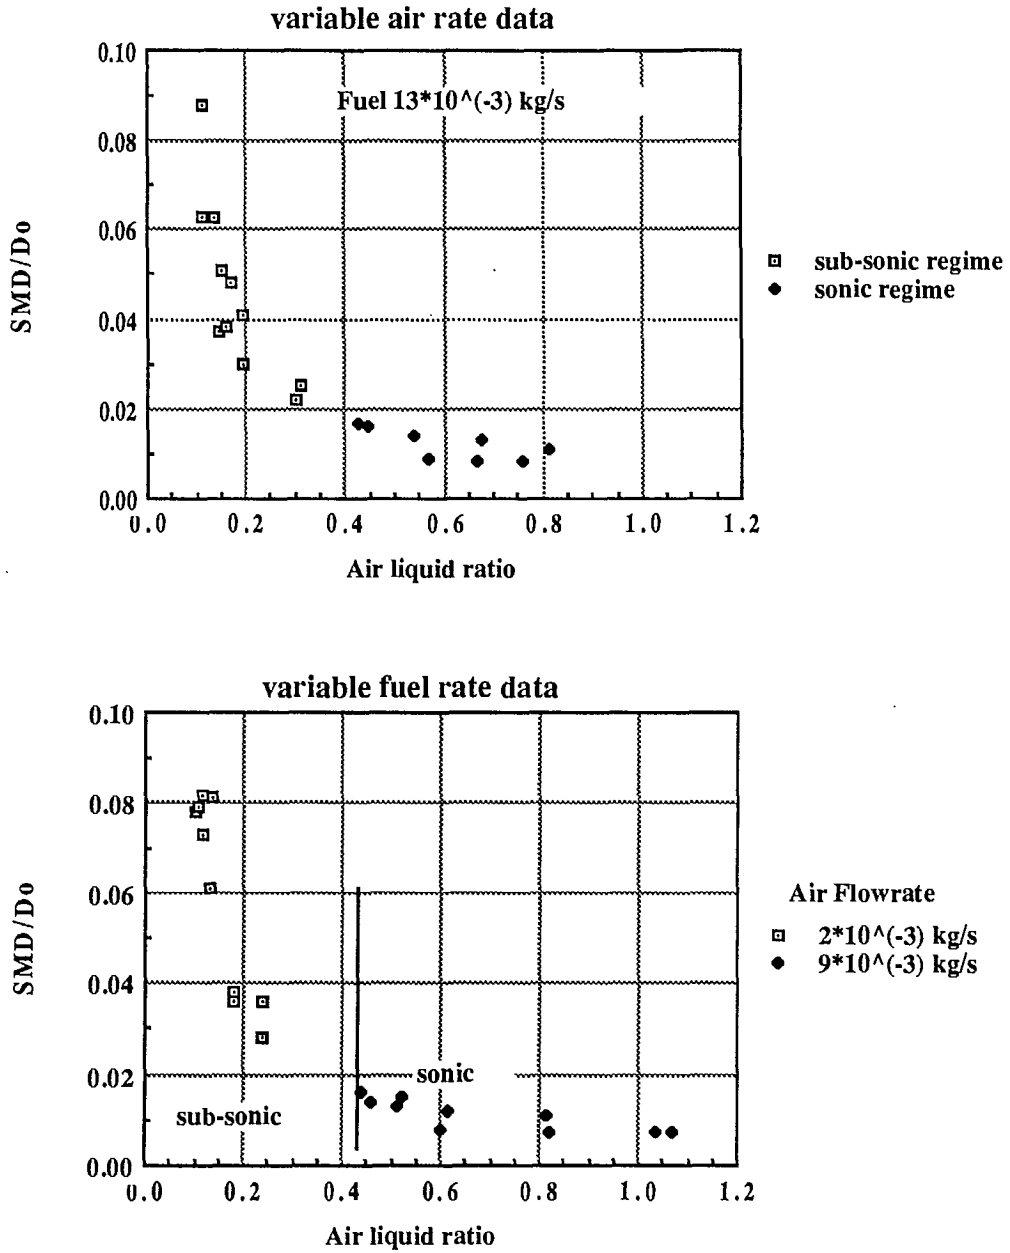 variable air rate data
0.10
Fuel 13*10^(-3) kg/s
0.08
0.06
SMD/Do
sub-sonic regime
sonic regime
0.04
0.02
0.00
0.0 0.2 0.4 0.6 0.8 1.0 1.2
Air liquid ratio
variable fuel rate data
0.10
0.08
0.06
SMD/Do
Air Flowrate
2*10^(-3) kg/s
9*10^(-3) kg/s
0.04
0.02
sonic
sub-sonic
0.00
0.0 0.2 0.4 0.6 0.8 1.0 1.2
Air liquid ratio